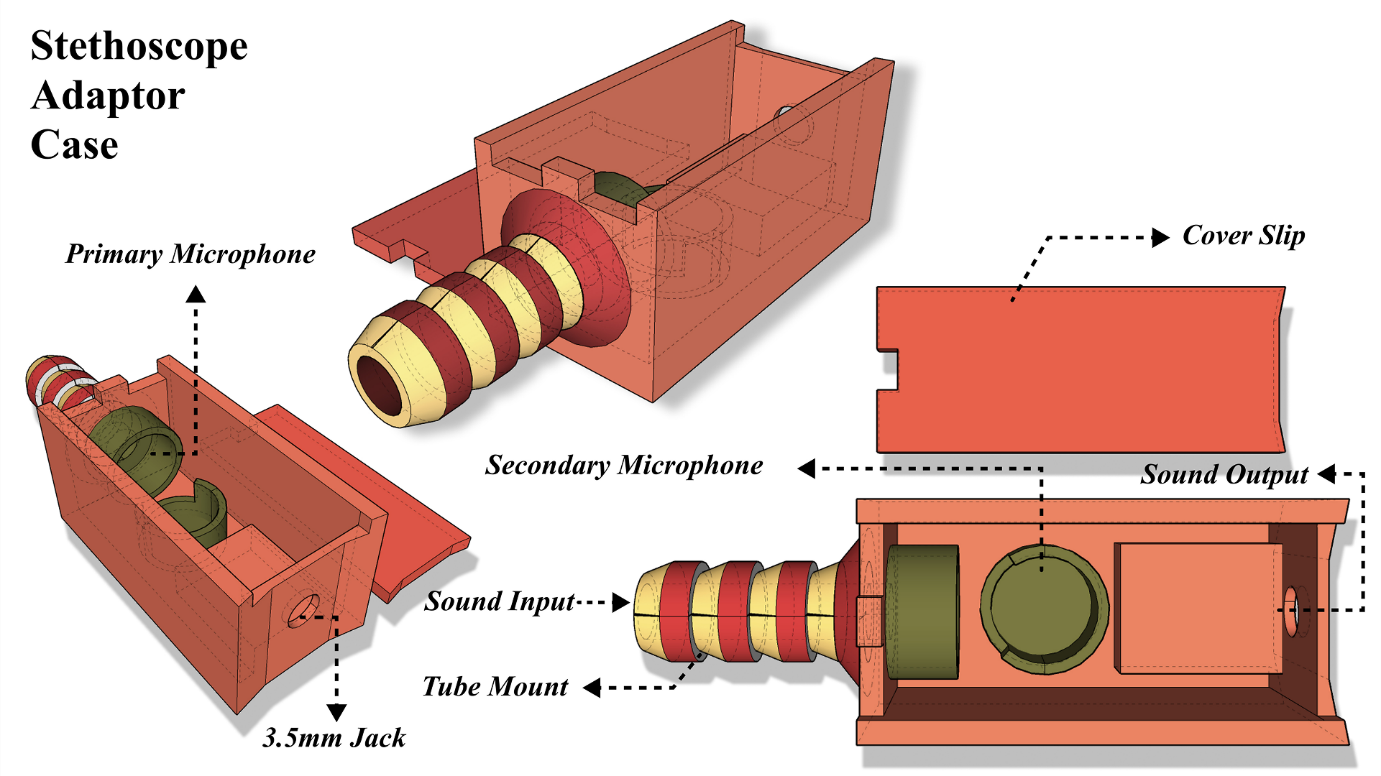 Stethoscope
Adaptor
Case
Primary Microphone
Cover Slip
Secondary Microphone
Sound Output
Sound Input
Tube Mount
3.5mm Jack